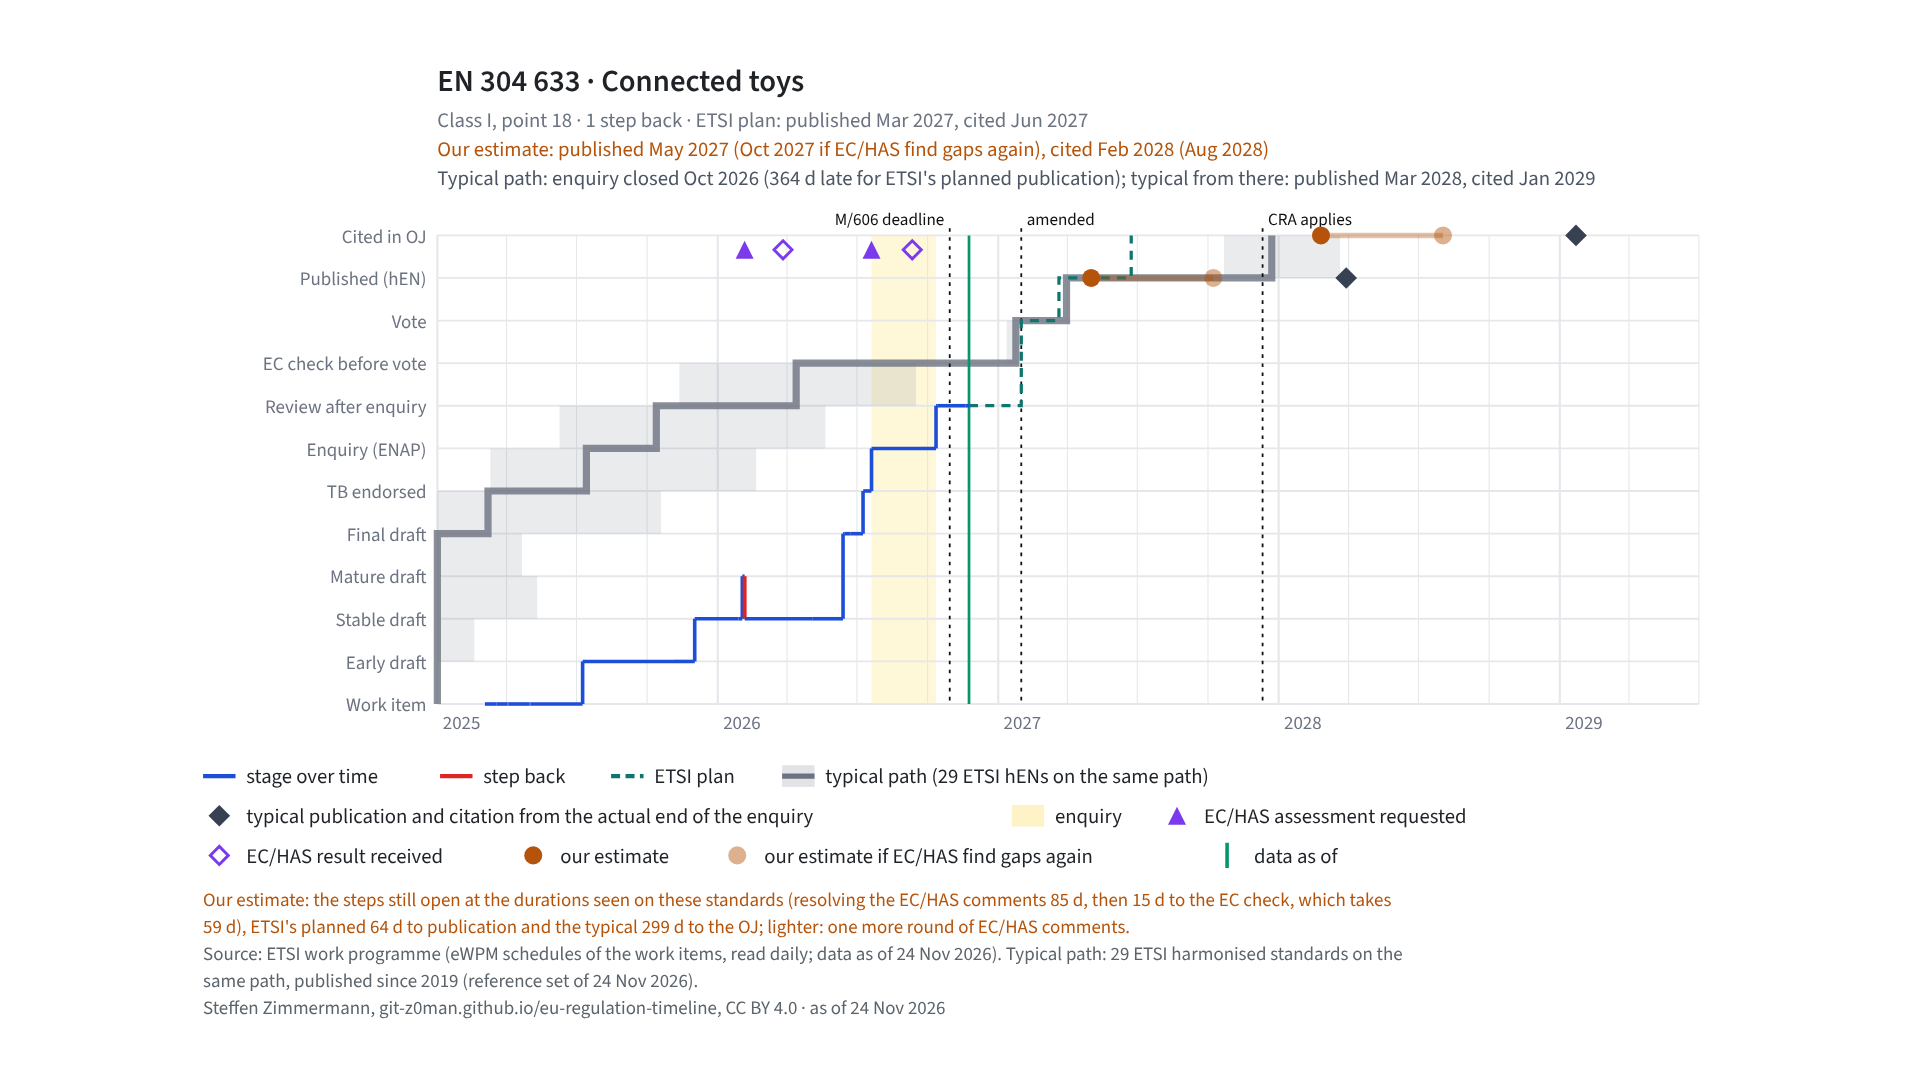 EN 304 633 · Connected toys
Class I, point 18 · 1 step back · ETSI plan: published Mar 2027, cited Jun 2027
Our estimate: published May 2027 (Oct 2027 if EC/HAS find gaps again), cited Feb 2028 (Aug 2028)
Typical path: enquiry closed Oct 2026 (364 d late for ETSI's planned publication); typical from there: published Mar 2028, cited Jan 2029
M/606 deadline
amended
CRA applies
Cited in OJ
Published (hEN)
Vote
EC check before vote
Review after enquiry
Enquiry (ENAP)
TB endorsed
Final draft
Mature draft
Stable draft
Early draft
Work item
2025
2026
2027
2028
2029
stage over time
step back
ETSI plan
typical path (29 ETSI hENs on the same path)
typical publication and citation from the actual end of the enquiry
enquiry
EC/HAS assessment requested
EC/HAS result received
our estimate
our estimate if EC/HAS find gaps again
data as of
Our estimate: the steps still open at the durations seen on these standards (resolving the EC/HAS comments 85 d, then 15 d to the EC check, which takes
59 d), ETSI's planned 64 d to publication and the typical 299 d to the OJ; lighter: one more round of EC/HAS comments.
Source: ETSI work programme (eWPM schedules of the work items, read daily; data as of 24 Nov 2026). Typical path: 29 ETSI harmonised standards on the
same path, published since 2019 (reference set of 24 Nov 2026).
Steffen Zimmermann, git-z0man.github.io/eu-regulation-timeline, CC BY 4.0 · as of 24 Nov 2026